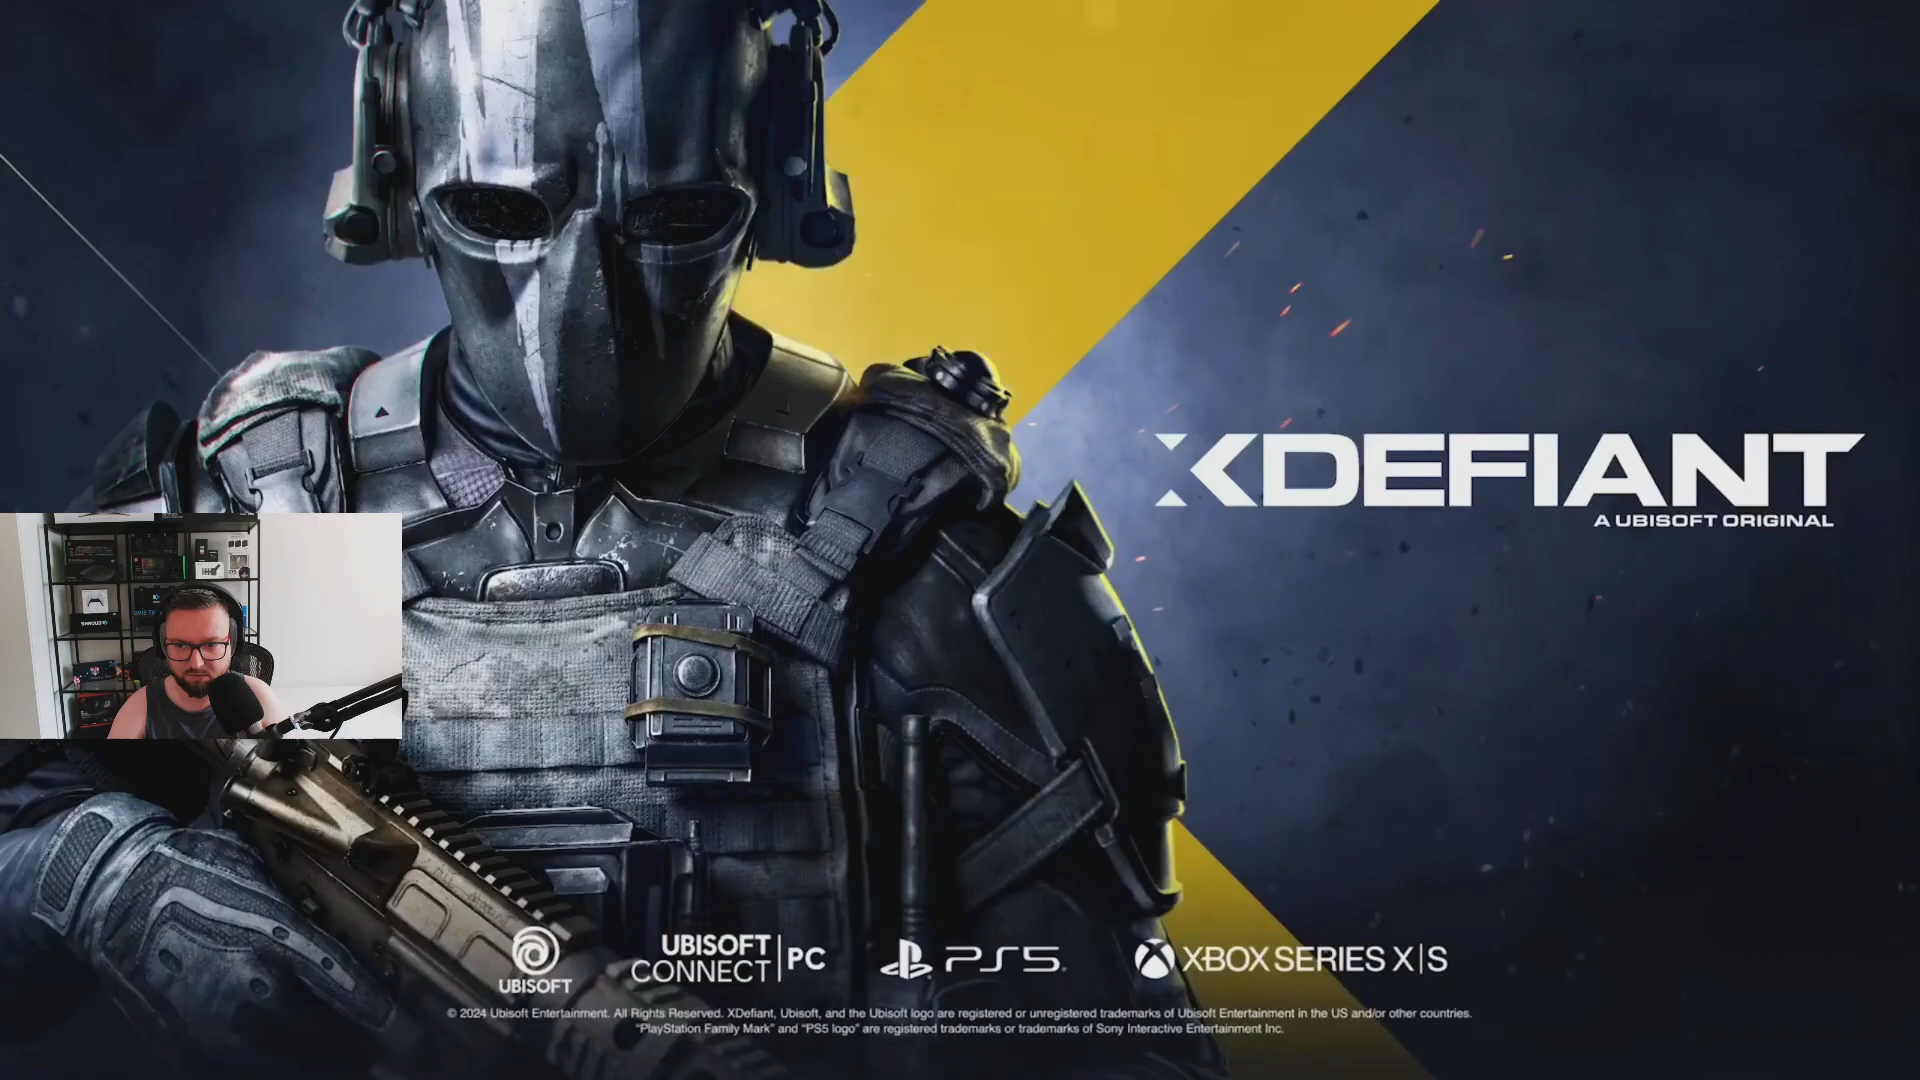 XDEFIANT
A UBISOFT ORIGINAL
SHROUD
UBISOFT
UBISOFT CONNECT | PC
PS5
XBOX SERIES X|S
© 2024 Ubisoft Entertainment. All Rights Reserved. XDefiant, Ubisoft, and the Ubisoft logo are registered or unregistered trademarks of Ubisoft Entertainment in the US and/or other countries.
"PlayStation Family Mark" and "PS5 logo" are registered trademarks or trademarks of Sony Interactive Entertainment Inc.